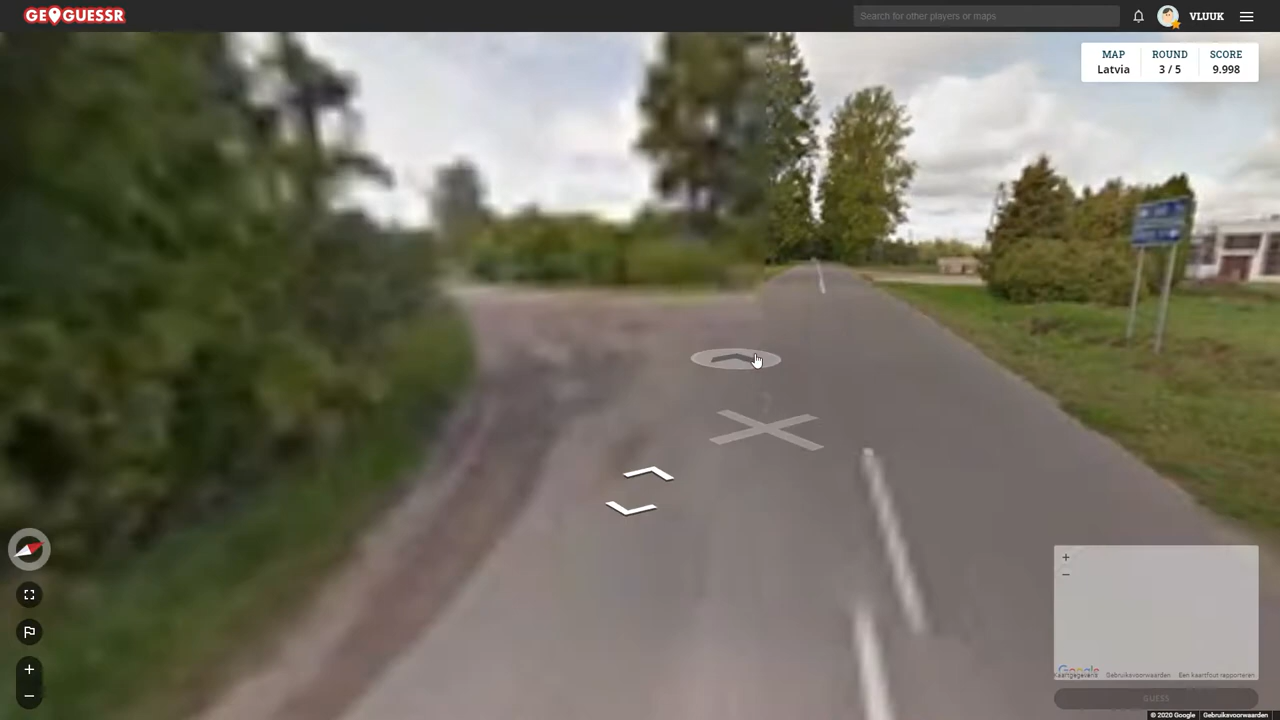 GEOGUESSR
Search for other players or maps
VLUUK
MAP
Latvia
ROUND
3 / 5
SCORE
9.998
+
−
+
−
Google
Kaartgegevens
Gebruiksvoorwaarden
Een kaartfout rapporteren
GUESS
© 2020 Google
Gebruiksvoorwaarden